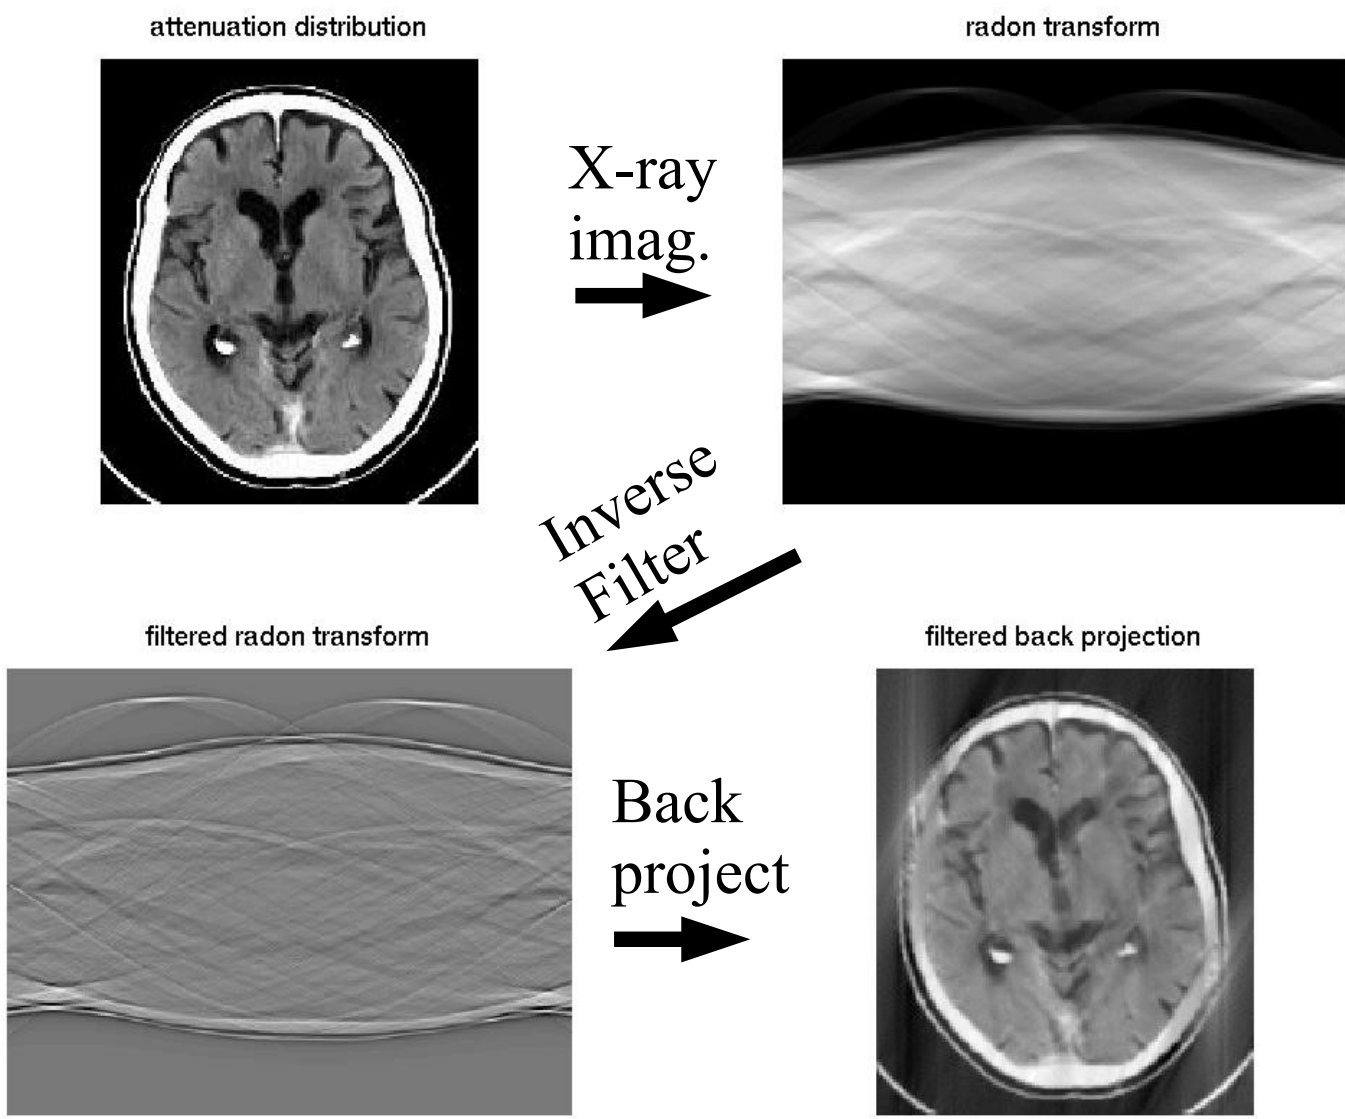 attenuation distribution
radon transform
X-ray
imag.
Inverse
Filter
filtered radon transform
filtered back projection
Back
project